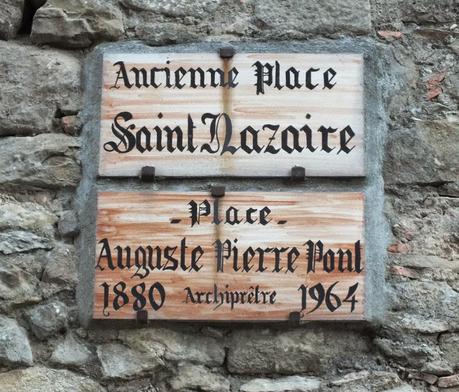 Ancienne Place
Saint Nazaire
- Place -
Auguste Pierre Pont
1880 Archiprêtre 1964